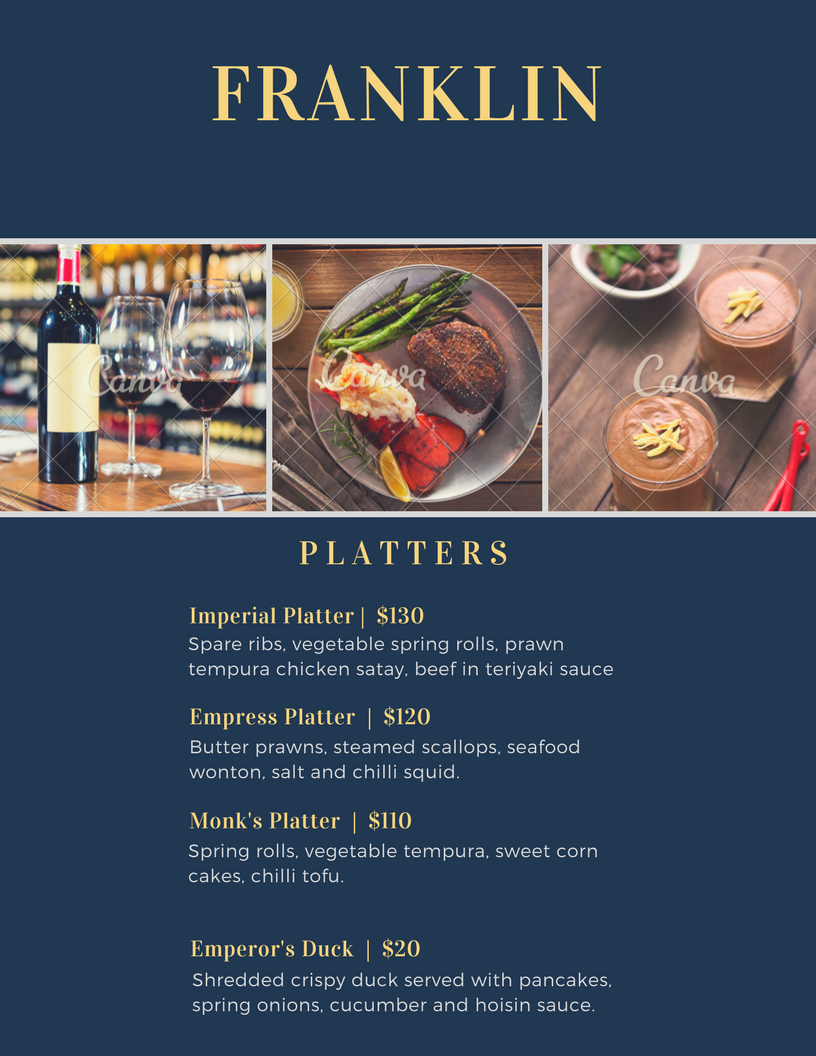 FRANKLIN
Canva Canva Canva
PLATTERS
Imperial Platter | $130
Spare ribs, vegetable spring rolls, prawn
tempura chicken satay, beef in teriyaki sauce
Empress Platter | $120
Butter prawns, steamed scallops, seafood
wonton, salt and chilli squid.
Monk's Platter | $110
Spring rolls, vegetable tempura, sweet corn
cakes, chilli tofu.
Emperor's Duck | $20
Shredded crispy duck served with pancakes,
spring onions, cucumber and hoisin sauce.